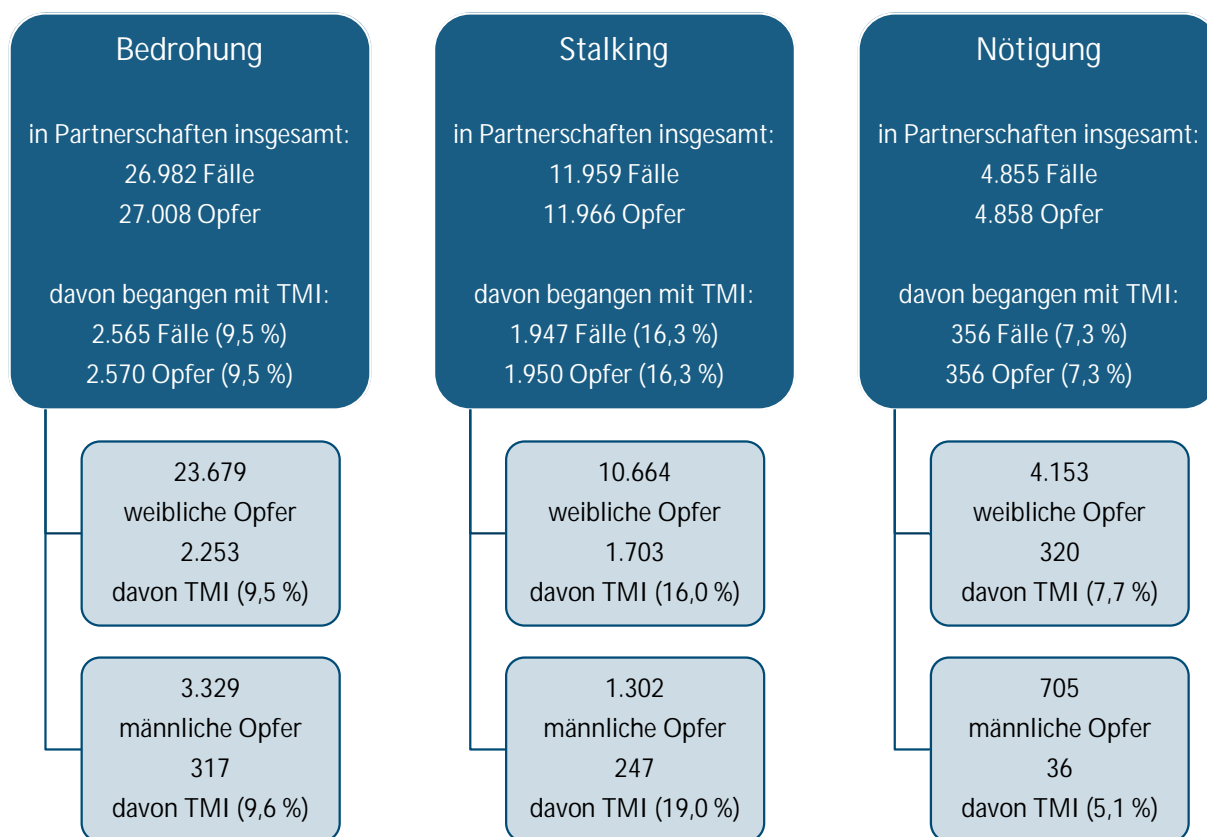 Bedrohung
in Partnerschaften insgesamt:
26.982 Fälle
27.008 Opfer
davon begangen mit TMI:
2.565 Fälle (9,5 %)
2.570 Opfer (9,5 %)
23.679
weibliche Opfer
2.253
davon TMI (9,5 %)
3.329
männliche Opfer
317
davon TMI (9,6 %)
Stalking
in Partnerschaften insgesamt:
11.959 Fälle
11.966 Opfer
davon begangen mit TMI:
1.947 Fälle (16,3 %)
1.950 Opfer (16,3 %)
10.664
weibliche Opfer
1.703
davon TMI (16,0 %)
1.302
männliche Opfer
247
davon TMI (19,0 %)
Nötigung
in Partnerschaften insgesamt:
4.855 Fälle
4.858 Opfer
davon begangen mit TMI:
356 Fälle (7,3 %)
356 Opfer (7,3 %)
4.153
weibliche Opfer
320
davon TMI (7,7 %)
705
männliche Opfer
36
davon TMI (5,1 %)